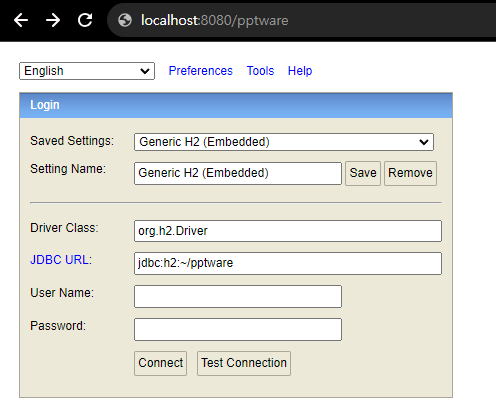 localhost:8080/pptware
English Preferences Tools Help
Login
Saved Settings: Generic H2 (Embedded)
Setting Name: Generic H2 (Embedded) Save Remove
Driver Class: org.h2.Driver
JDBC URL: jdbc:h2:~/pptware
User Name:
Password:
Connect Test Connection